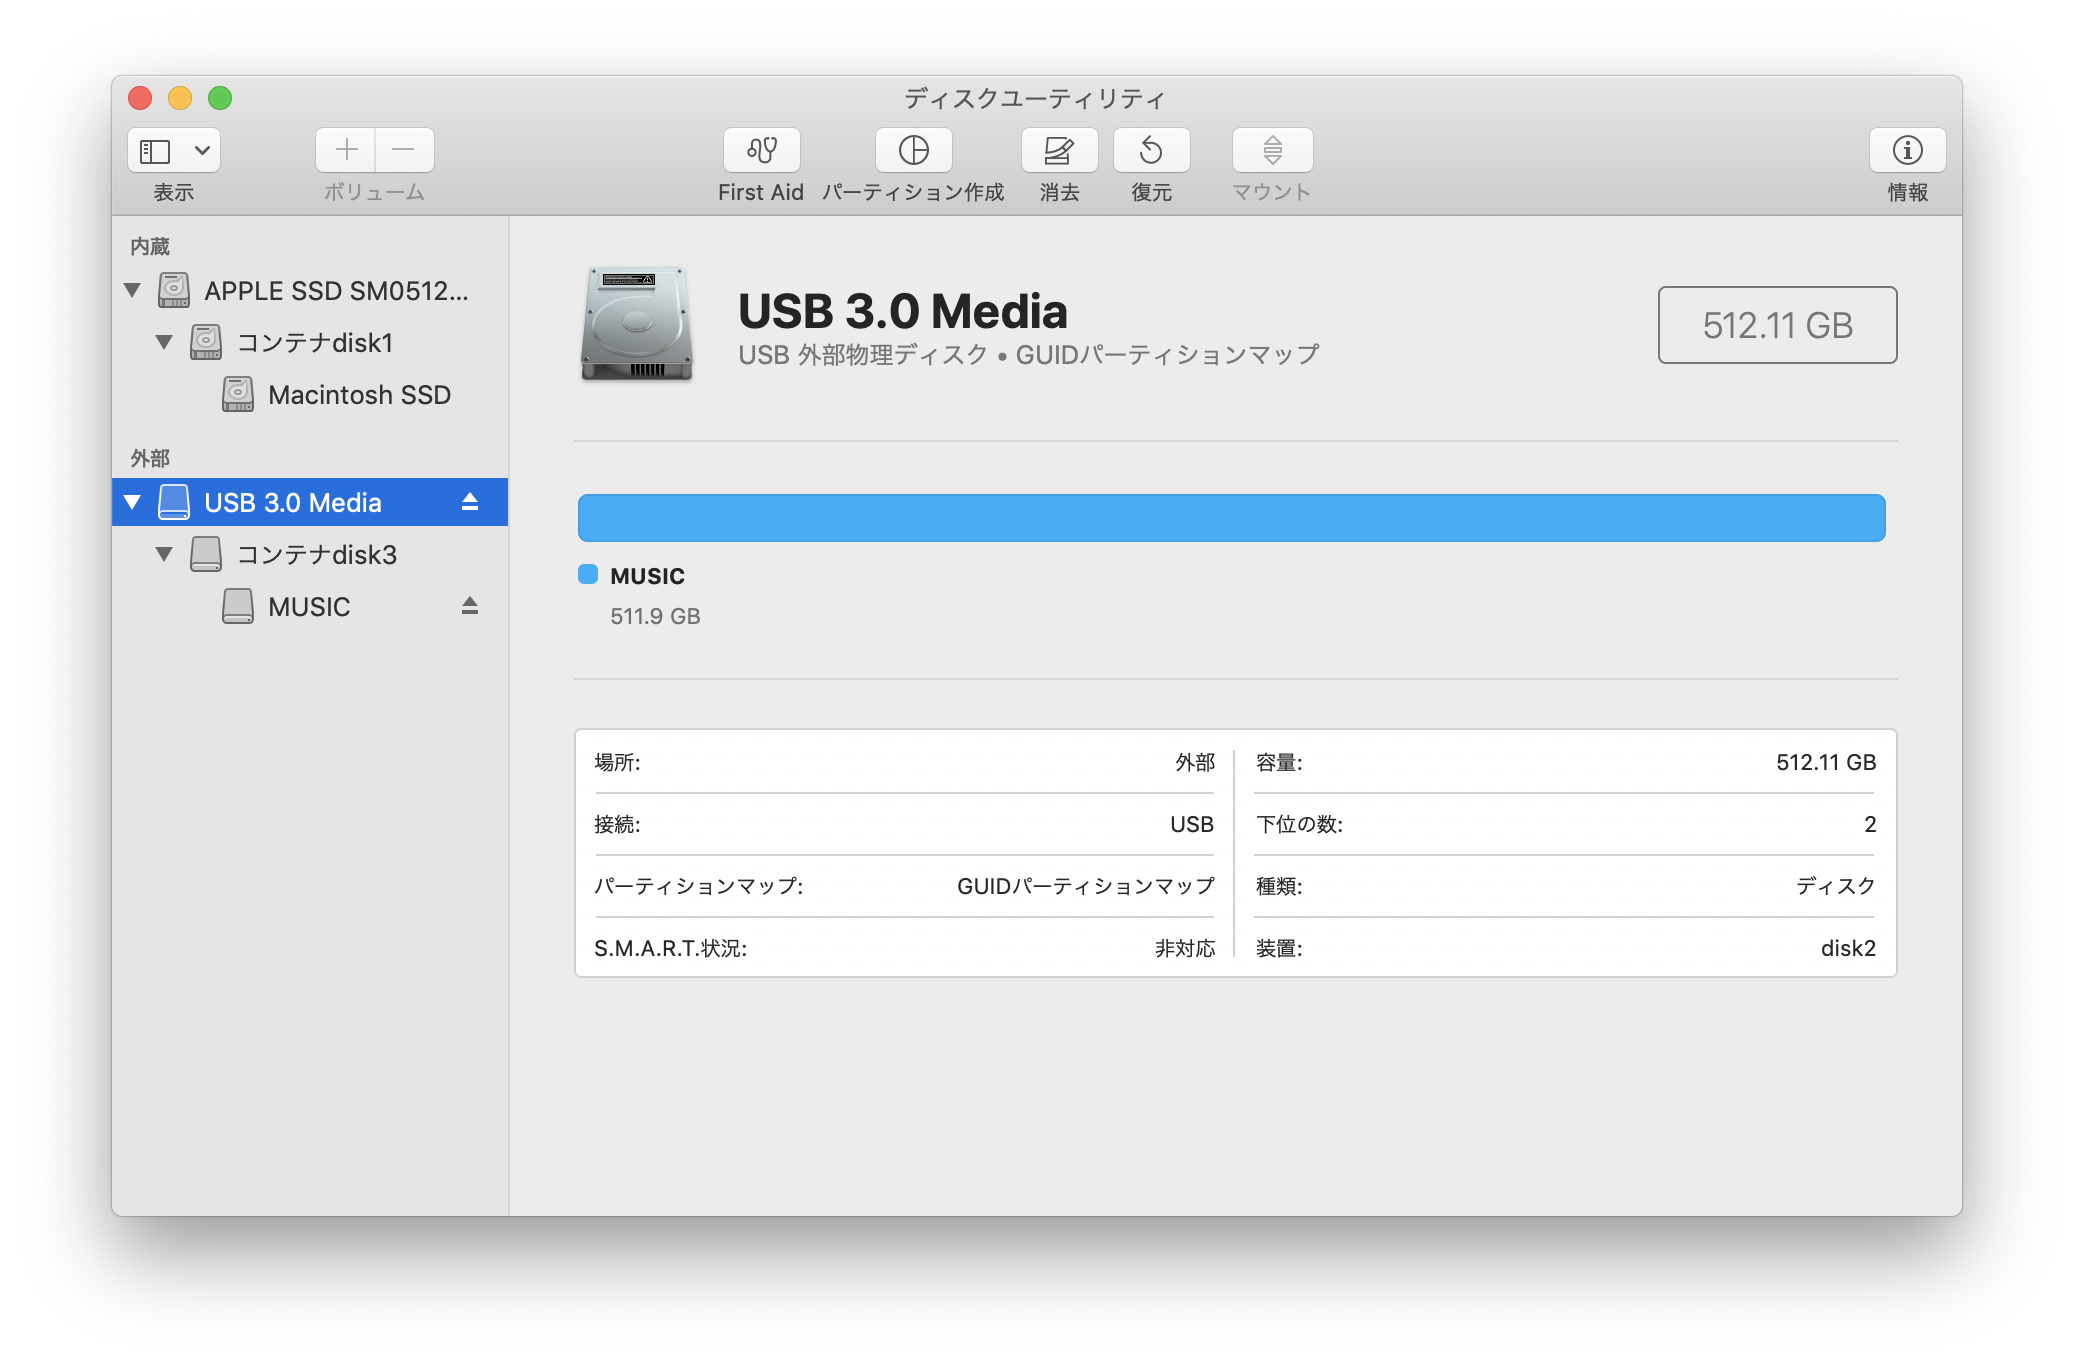 ディスクユーティリティ
表示
ボリューム
First Aid
パーティション作成
消去
復元
マウント
情報
内蔵
APPLE SSD SM0512...
コンテナdisk1
Macintosh SSD
外部
USB 3.0 Media
コンテナdisk3
MUSIC
USB 3.0 Media
USB 外部物理ディスク • GUIDパーティションマップ
512.11 GB
MUSIC
511.9 GB
場所: 外部
接続: USB
パーティションマップ: GUIDパーティションマップ
S.M.A.R.T.状況: 非対応
容量: 512.11 GB
下位の数: 2
種類: ディスク
装置: disk2